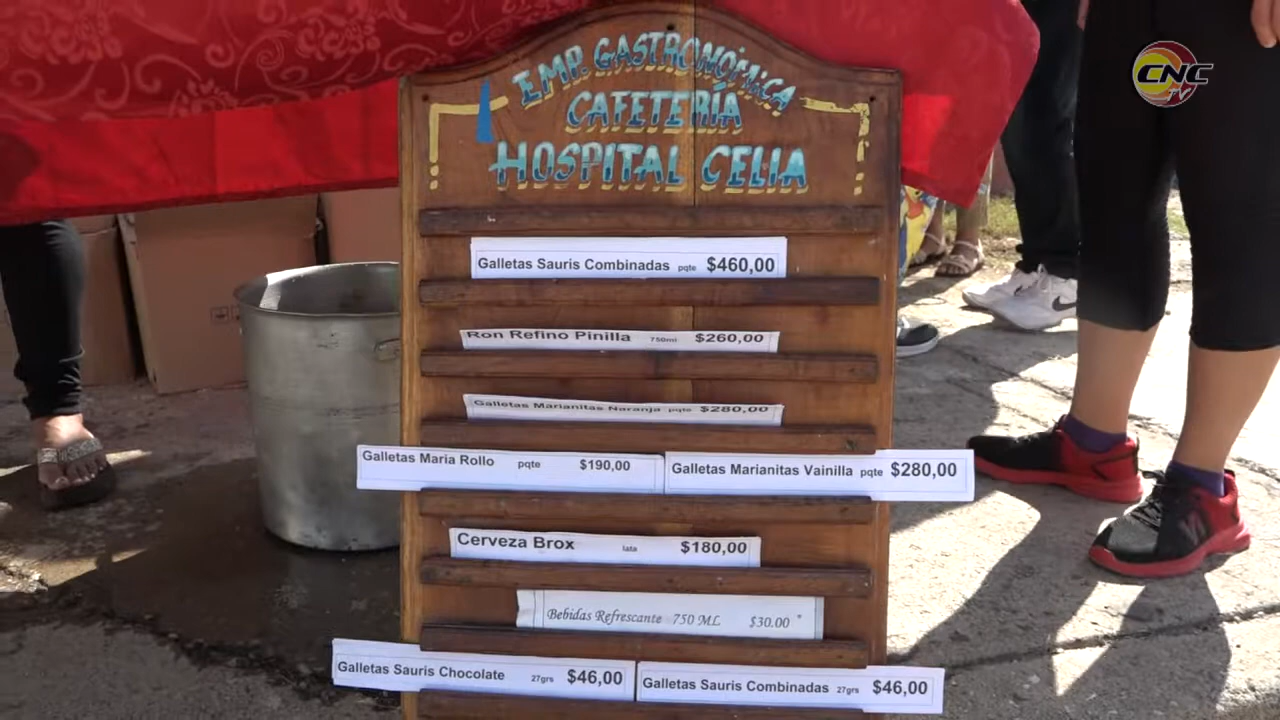 CNC
TV
EMP. GASTRONÓMICA
CAFETERÍA
HOSPITAL CELIA
Galletas Sauris Combinadas pqte $460,00
Ron Refino Pinilla 750ml $260,00
Galletas Marianitas Naranja pqte $280,00
Galletas Maria Rollo pqte $190,00
Galletas Marianitas Vainilla pqte $280,00
Cerveza Brox lata $180,00
Bebidas Refrescante 750 ML $30.00 *
Galletas Sauris Chocolate 27grs $46,00
Galletas Sauris Combinadas 27grs $46,00